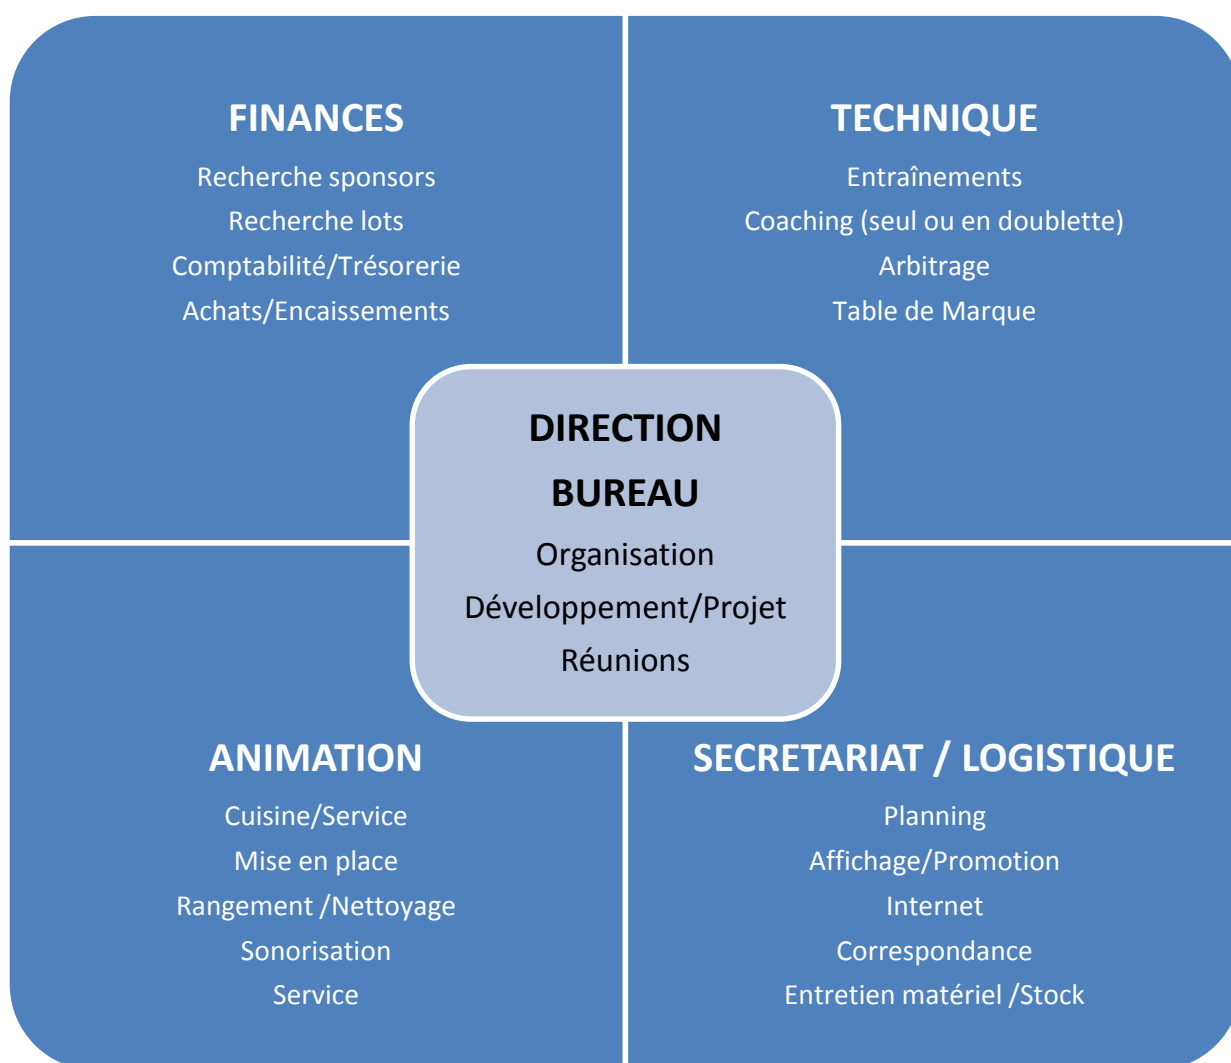 FINANCES
Recherche sponsors
Recherche lots
Comptabilité/Trésorerie
Achats/Encaissements
TECHNIQUE
Entraînements
Coaching (seul ou en doublette)
Arbitrage
Table de Marque
DIRECTION
BUREAU
Organisation
Développement/Projet
Réunions
ANIMATION
Cuisine/Service
Mise en place
Rangement /Nettoyage
Sonorisation
Service
SECRETARIAT / LOGISTIQUE
Planning
Affichage/Promotion
Internet
Correspondance
Entretien matériel /Stock